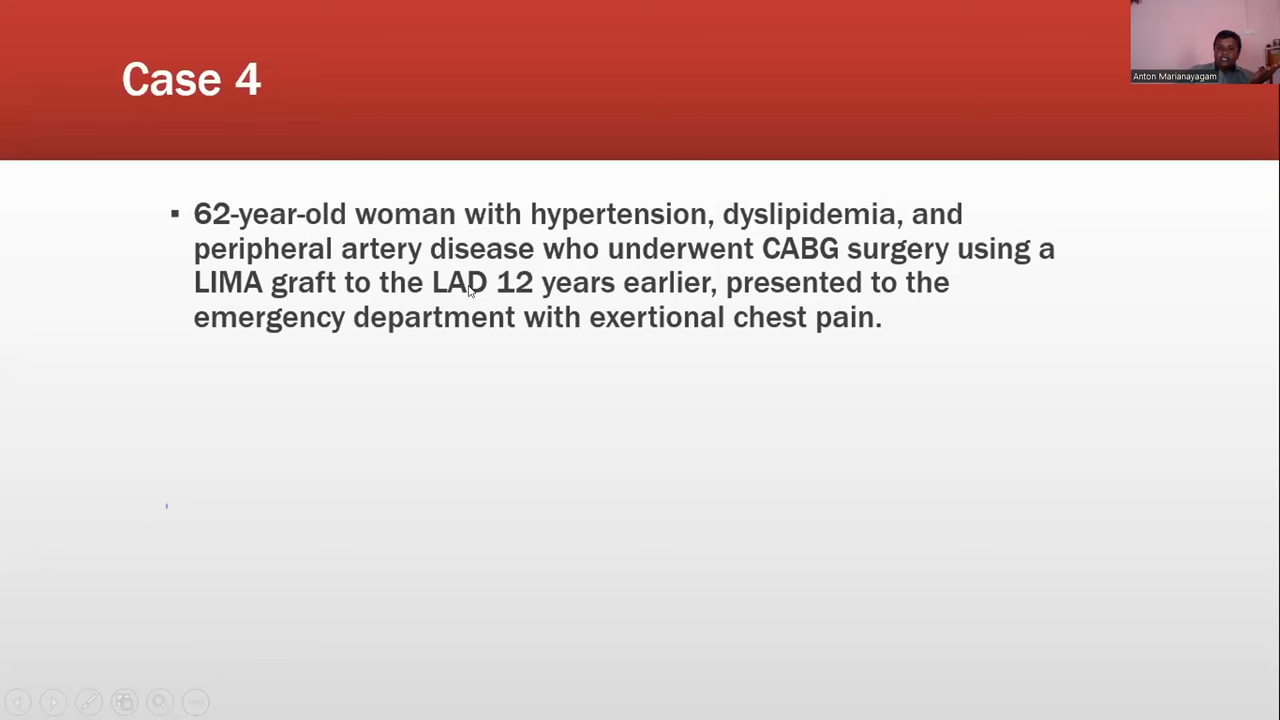 Case 4
Anton Marianayagam
▪ 62-year-old woman with hypertension, dyslipidemia, and
peripheral artery disease who underwent CABG surgery using a
LIMA graft to the LAD 12 years earlier, presented to the
emergency department with exertional chest pain.